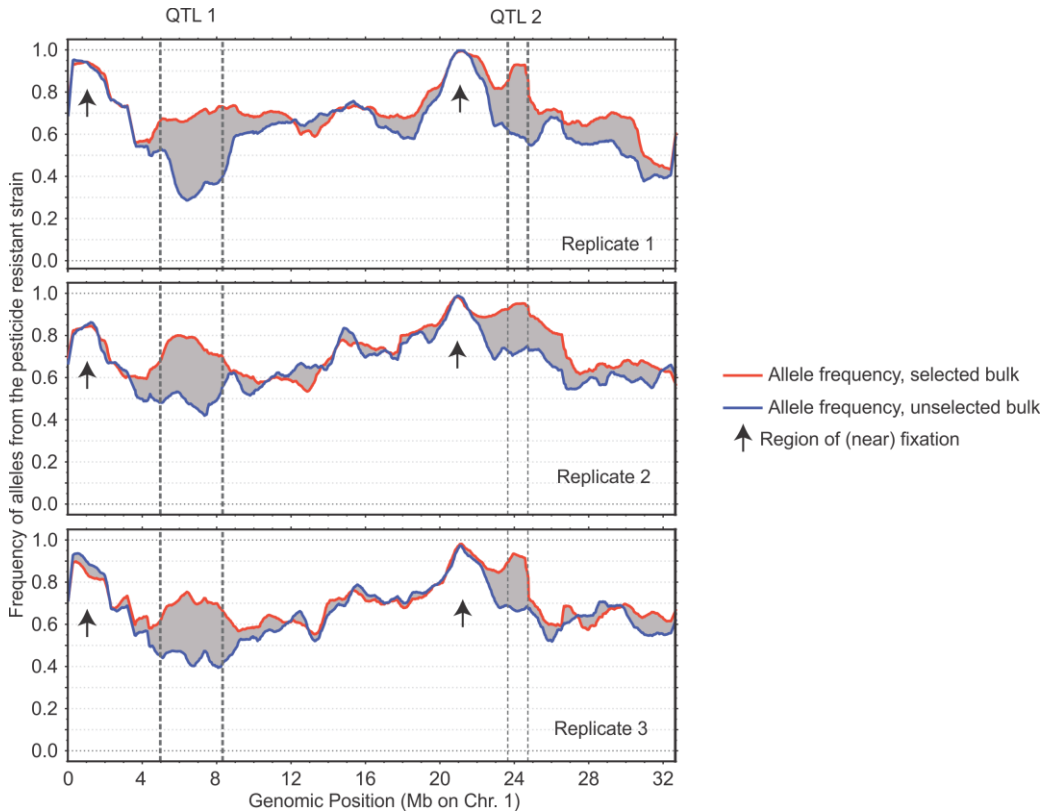 QTL 1 QTL 2
Frequency of alleles from the pesticide resistant strain
1.0
0.8
0.6
0.4
0.2
0.0
Replicate 1
1.0
0.8
0.6
0.4
0.2
0.0
Replicate 2
1.0
0.8
0.6
0.4
0.2
0.0
Replicate 3
0 4 8 12 16 20 24 28 32
Genomic Position (Mb on Chr. 1)
Allele frequency, selected bulk
Allele frequency, unselected bulk
Region of (near) fixation